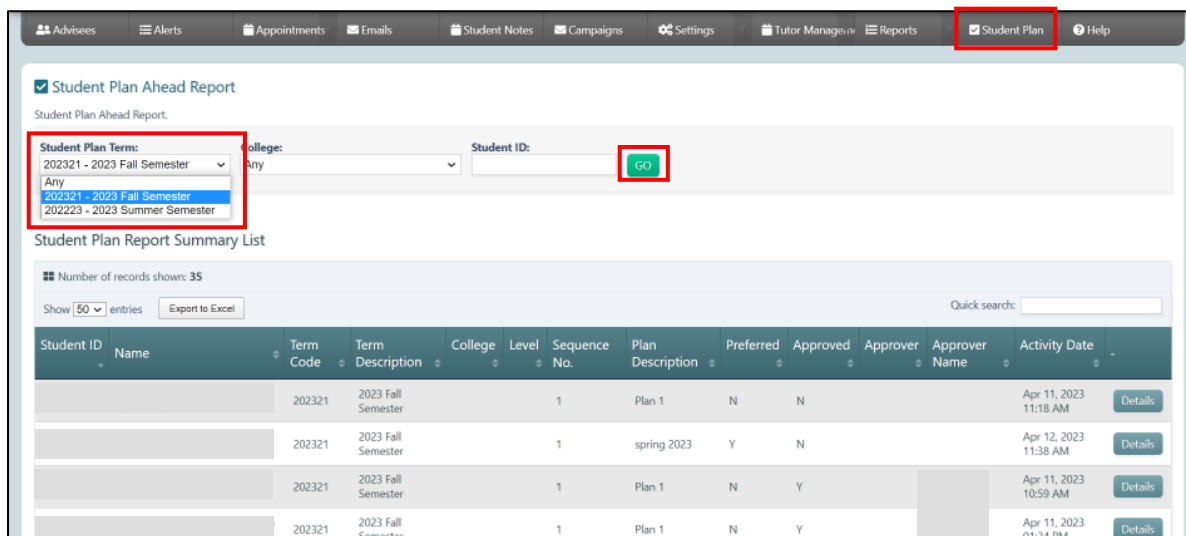 Advisees Alerts Appointments Emails Student Notes Campaigns Settings Tutor Manageme Reports Student Plan Help
Student Plan Ahead Report
Student Plan Ahead Report.
Student Plan Term: College: Student ID:
202321 - 2023 Fall Semester Any GO
Any
202321 - 2023 Fall Semester
202223 - 2023 Summer Semester
Student Plan Report Summary List
Number of records shown: 35
Show 50 entries Export to Excel Quick search:
Student ID Name Term Code Term Description College Level Sequence No. Plan Description Preferred Approved Approver Approver Name Activity Date -
202321 2023 Fall Semester 1 Plan 1 N N Apr 11, 2023 11:18 AM Details
202321 2023 Fall Semester 1 spring 2023 Y N Apr 12, 2023 11:38 AM Details
202321 2023 Fall Semester 1 Plan 1 N Y Apr 11, 2023 10:59 AM Details
202321 2023 Fall Semester 1 Plan 1 N Y Apr 11, 2023 01:24 PM Details